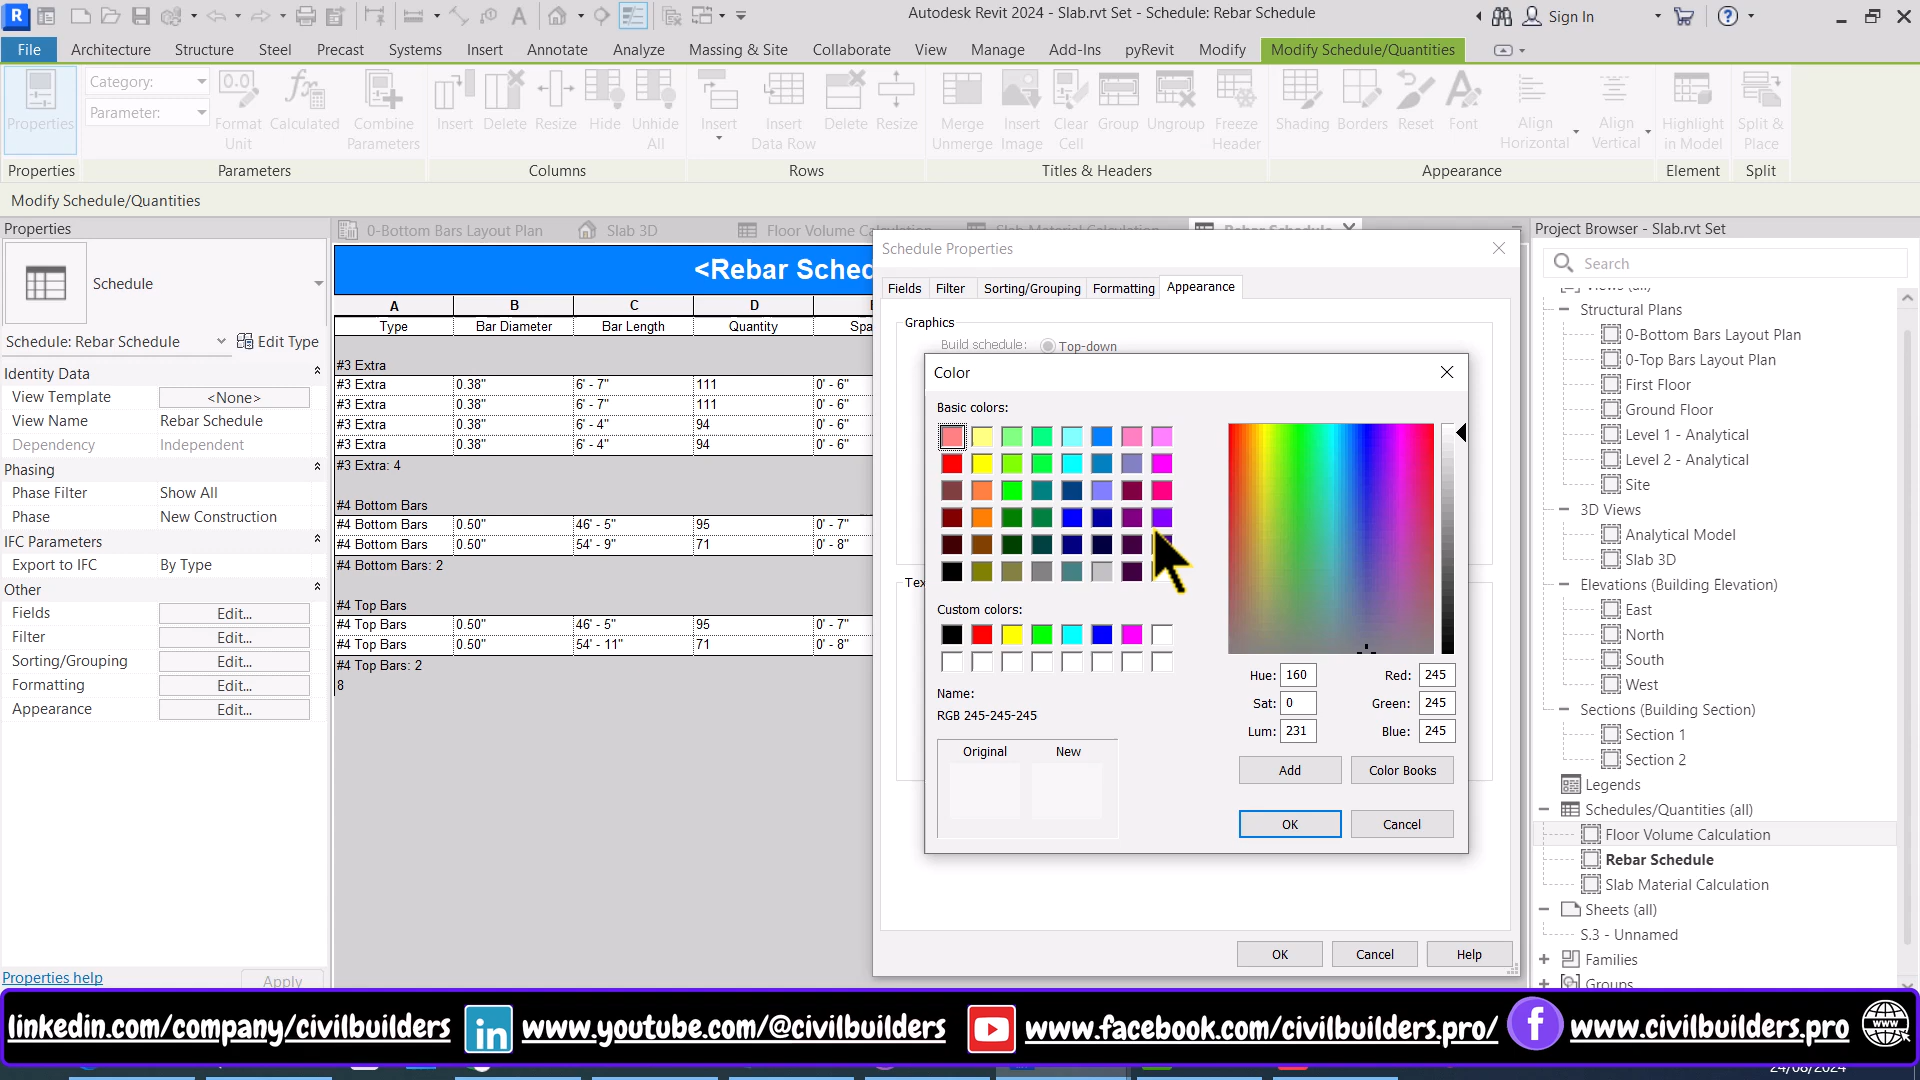 Autodesk Revit 2024 - Slab.rvt Set - Schedule: Rebar Schedule
Sign In
File Architecture Structure Steel Precast Systems Insert Annotate Analyze Massing & Site Collaborate View Manage Add-Ins pyRevit Modify Modify Schedule/Quantities
Category:
Parameter:
Properties
Format Unit
Calculated
Combine Parameters
Insert Delete Resize Hide Unhide All
Insert
Insert Data Row
Delete Resize
Merge Unmerge
Insert Image
Clear Cell
Group Ungroup
Freeze Header
Shading Borders Reset Font
Align Horizontal
Align Vertical
Highlight in Model
Split & Place
Properties Parameters Columns Rows Titles & Headers Appearance Element Split
Modify Schedule/Quantities
Properties
Schedule
Schedule: Rebar Schedule
Edit Type
Identity Data
View Template <None>
View Name Rebar Schedule
Dependency Independent
Phasing
Phase Filter Show All
Phase New Construction
IFC Parameters
Export to IFC By Type
Other
Fields Edit...
Filter Edit...
Sorting/Grouping Edit...
Formatting Edit...
Appearance Edit...
Properties help
Apply
0-Bottom Bars Layout Plan
Slab 3D
Floor Volume Calculation
Slab Material Calculation
Rebar Schedule
<Rebar Sched
A B C D
Type Bar Diameter Bar Length Quantity Spa
#3 Extra
#3 Extra 0.38" 6' - 7" 111 0' - 6"
#3 Extra 0.38" 6' - 7" 111 0' - 6"
#3 Extra 0.38" 6' - 4" 94 0' - 6"
#3 Extra 0.38" 6' - 4" 94 0' - 6"
#3 Extra: 4
#4 Bottom Bars
#4 Bottom Bars 0.50" 46' - 5" 95 0' - 7"
#4 Bottom Bars 0.50" 54' - 9" 71 0' - 8"
#4 Bottom Bars: 2
#4 Top Bars
#4 Top Bars 0.50" 46' - 5" 95 0' - 7"
#4 Top Bars 0.50" 54' - 11" 71 0' - 8"
#4 Top Bars: 2
8
Schedule Properties
Fields Filter Sorting/Grouping Formatting Appearance
Graphics
Build schedule: Top-down
Tex
Color
Basic colors:
Custom colors:
Name:
RGB 245-245-245
Original New
Hue: 160 Red: 245
Sat: 0 Green: 245
Lum: 231 Blue: 245
Add Color Books
OK Cancel
OK Cancel Help
Project Browser - Slab.rvt Set
Search
Views (all)
Structural Plans
0-Bottom Bars Layout Plan
0-Top Bars Layout Plan
First Floor
Ground Floor
Level 1 - Analytical
Level 2 - Analytical
Site
3D Views
Analytical Model
Slab 3D
Elevations (Building Elevation)
East
North
South
West
Sections (Building Section)
Section 1
Section 2
Legends
Schedules/Quantities (all)
Floor Volume Calculation
Rebar Schedule
Slab Material Calculation
Sheets (all)
S.3 - Unnamed
Families
Groups
linkedin.com/company/civilbuilders
www.youtube.com/@civilbuilders
www.facebook.com/civilbuilders.pro/
www.civilbuilders.pro
24/08/2024